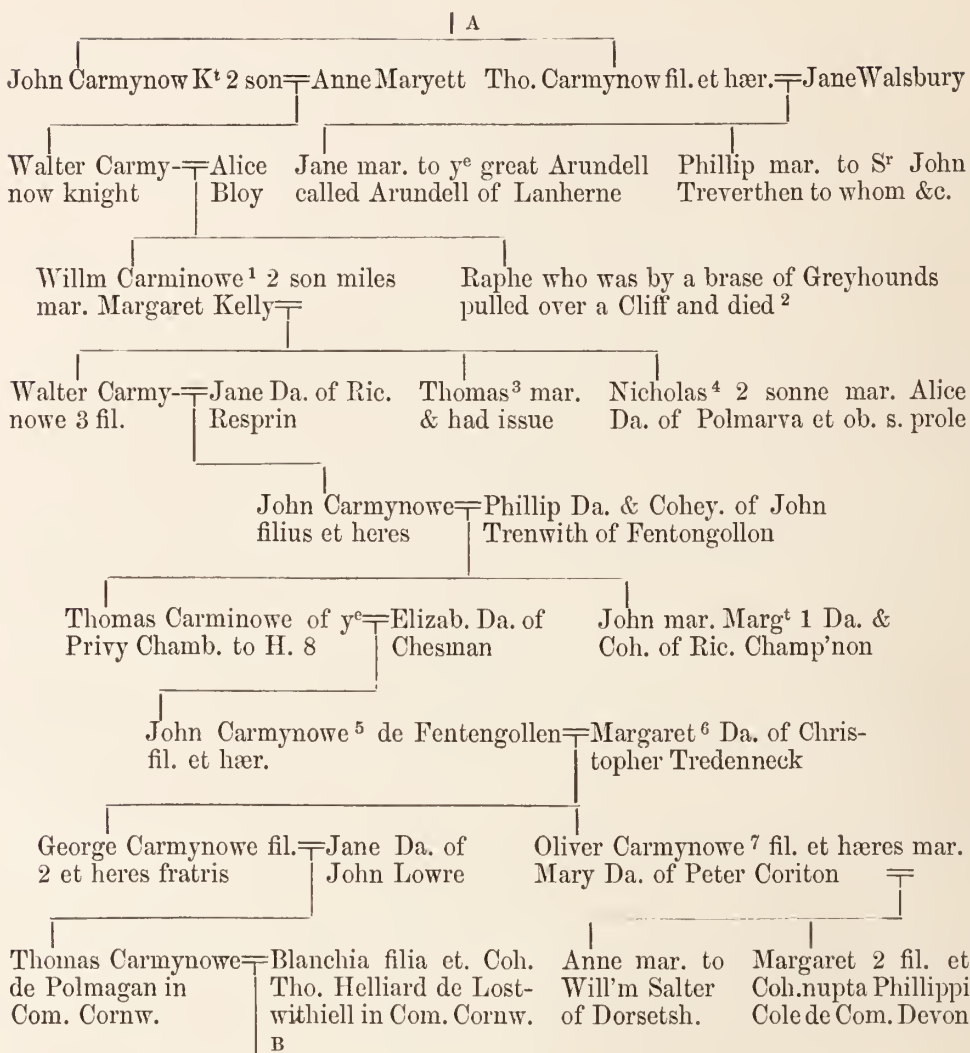 A
John Carmynow Kt 2 son Anne Maryett Tho. Carmynow fil. et hær. Jane Walsbury
Walter Carmy-
now knight
Alice
Bloy
Jane mar. to ye great Arundell
called Arundell of Lanherne
Phillip mar. to Sr John
Treverthen to whom &c.
Willm Carminowe 1 2 son miles
mar. Margaret Kelly
Raphe who was by a brase of Greyhounds
pulled over a Cliff and died 2
Walter Carmy-
nowe 3 fil.
Jane Da. of Ric.
Resprin
Thomas 3 mar.
& had issue
Nicholas 4 2 sonne mar. Alice
Da. of Polmarva et ob. s. prole
John Carmynowe
filius et heres
Phillip Da. & Cohey. of John
Trenwith of Fentongollon
Thomas Carminowe of ye
Privy Chamb. to H. 8
Elizab. Da. of
Chesman
John mar. Margt 1 Da. &
Coh. of Ric. Champ'non
John Carmynowe 5 de Fentengollen
fil. et hær.
Margaret 6 Da. of Chris-
topher Tredenneck
George Carmynowe fil.
2 et heres fratris
Jane Da. of
John Lowre
Oliver Carmynowe 7 fil. et hæres mar.
Mary Da. of Peter Coriton
Thomas Carmynowe
de Polmagan in
Com. Cornw.
Blanchia filia et. Coh.
Tho. Helliard de Lost-
withiell in Com. Cornw.
Anne mar. to
Will'm Salter
of Dorsetsh.
Margaret 2 fil. et
Coh.nupta Phillippi
Cole de Com. Devon
B